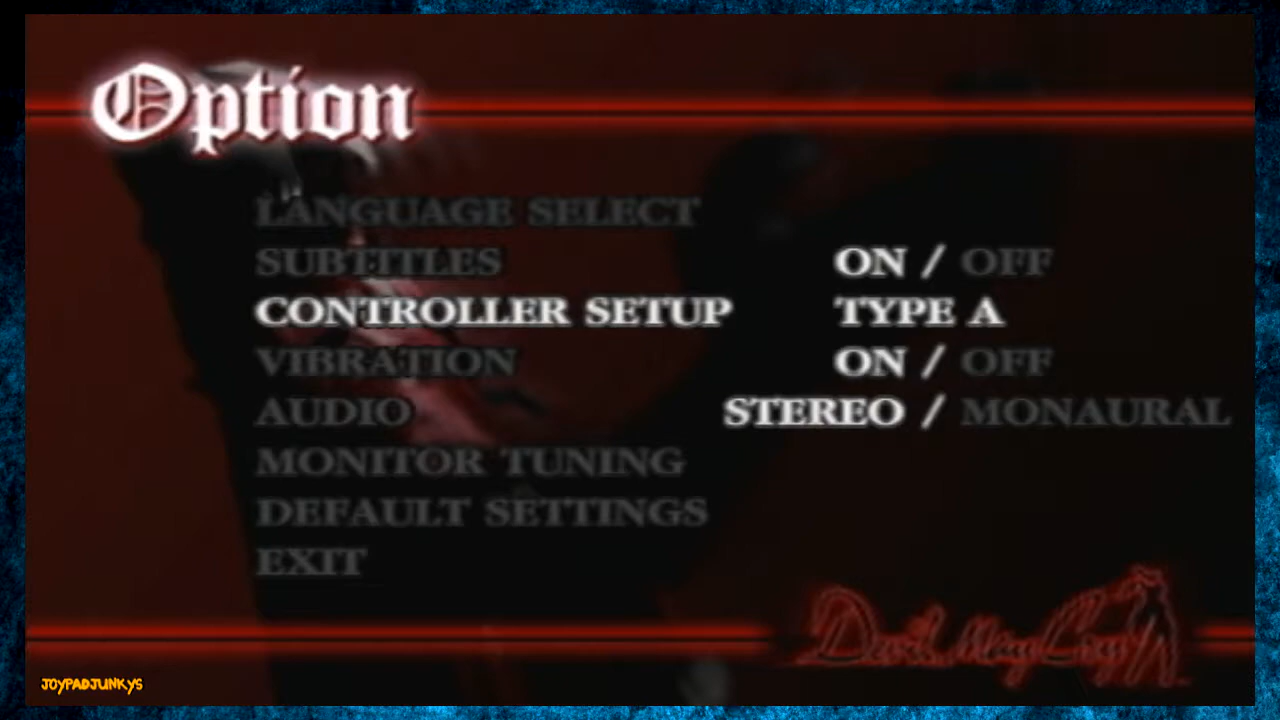 Option
LANGUAGE SELECT
SUBTITLES ON / OFF
CONTROLLER SETUP TYPE A
VIBRATION ON / OFF
AUDIO STEREO / MONAURAL
MONITOR TUNING
DEFAULT SETTINGS
EXIT
Devil May Cry
JOYPADJUNKYS